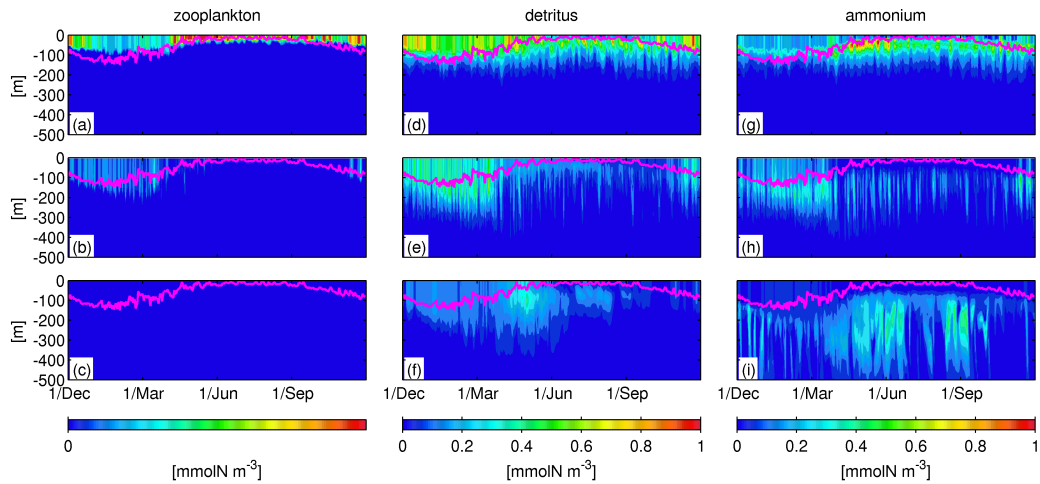 zooplankton detritus ammonium
0
-100
-200
-300
-400
-500
[m]
(a) (d) (g)
0
-100
-200
-300
-400
-500
[m]
(b) (e) (h)
0
-100
-200
-300
-400
-500
[m]
(c) (f) (i)
1/Dec 1/Mar 1/Jun 1/Sep 1/Dec 1/Mar 1/Jun 1/Sep 1/Dec 1/Mar 1/Jun 1/Sep
0 0 0.2 0.4 0.6 0.8 1 0 0.2 0.4 0.6 0.8 1
[mmolN m-3] [mmolN m-3] [mmolN m-3]